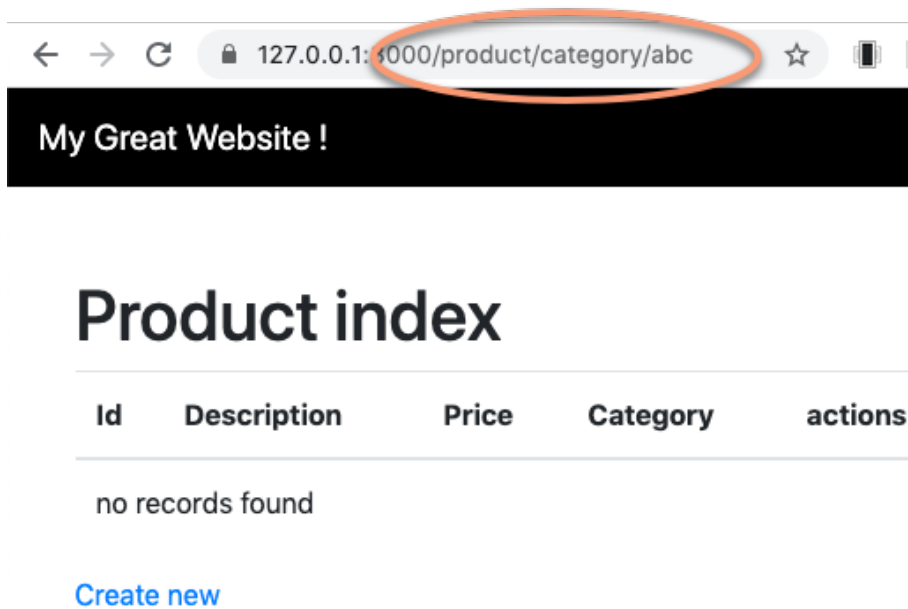 127.0.0.1:8000/product/category/abc
My Great Website !
Product index
Id Description Price Category actions
no records found
Create new